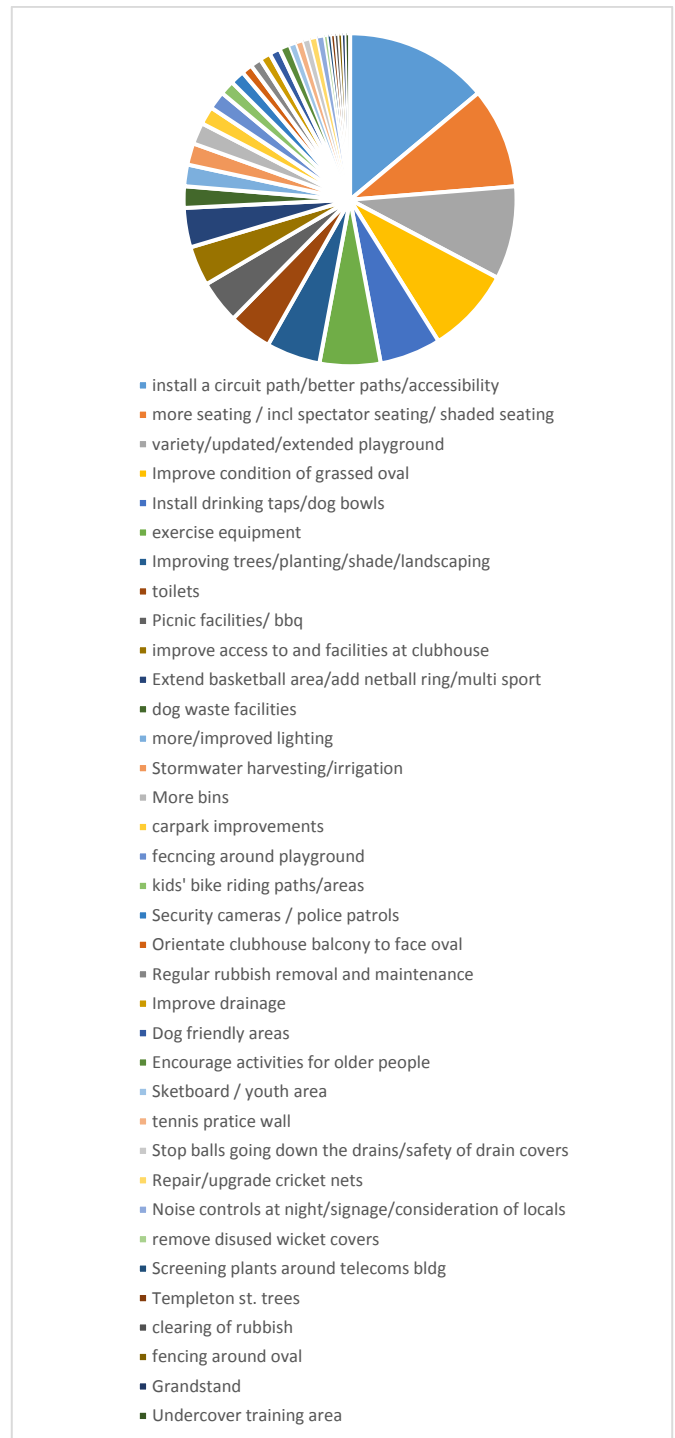 install a circuit path/better paths/accessibility
more seating / incl spectator seating/ shaded seating
variety/updated/extended playground
Improve condition of grassed oval
Install drinking taps/dog bowls
exercise equipment
Improving trees/planting/shade/landscaping
toilets
Picnic facilities/ bbq
improve access to and facilities at clubhouse
Extend basketball area/add netball ring/multi sport
dog waste facilities
more/improved lighting
Stormwater harvesting/irrigation
More bins
carpark improvements
fecncing around playground
kids' bike riding paths/areas
Security cameras / police patrols
Orientate clubhouse balcony to face oval
Regular rubbish removal and maintenance
Improve drainage
Dog friendly areas
Encourage activities for older people
Sketboard / youth area
tennis pratice wall
Stop balls going down the drains/safety of drain covers
Repair/upgrade cricket nets
Noise controls at night/signage/consideration of locals
remove disused wicket covers
Screening plants around telecoms bldg
Templeton st. trees
clearing of rubbish
fencing around oval
Grandstand
Undercover training area